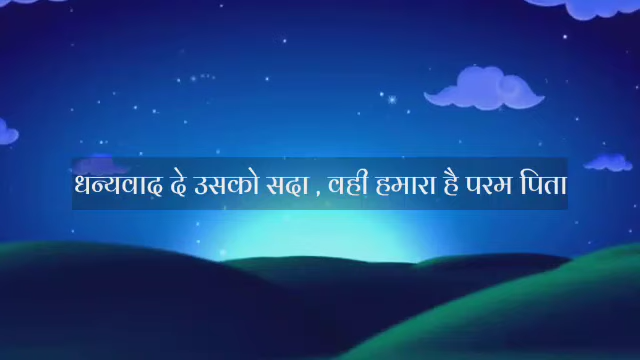 धन्यवाद दे उसको सदा , वही हमारा है परम पिता